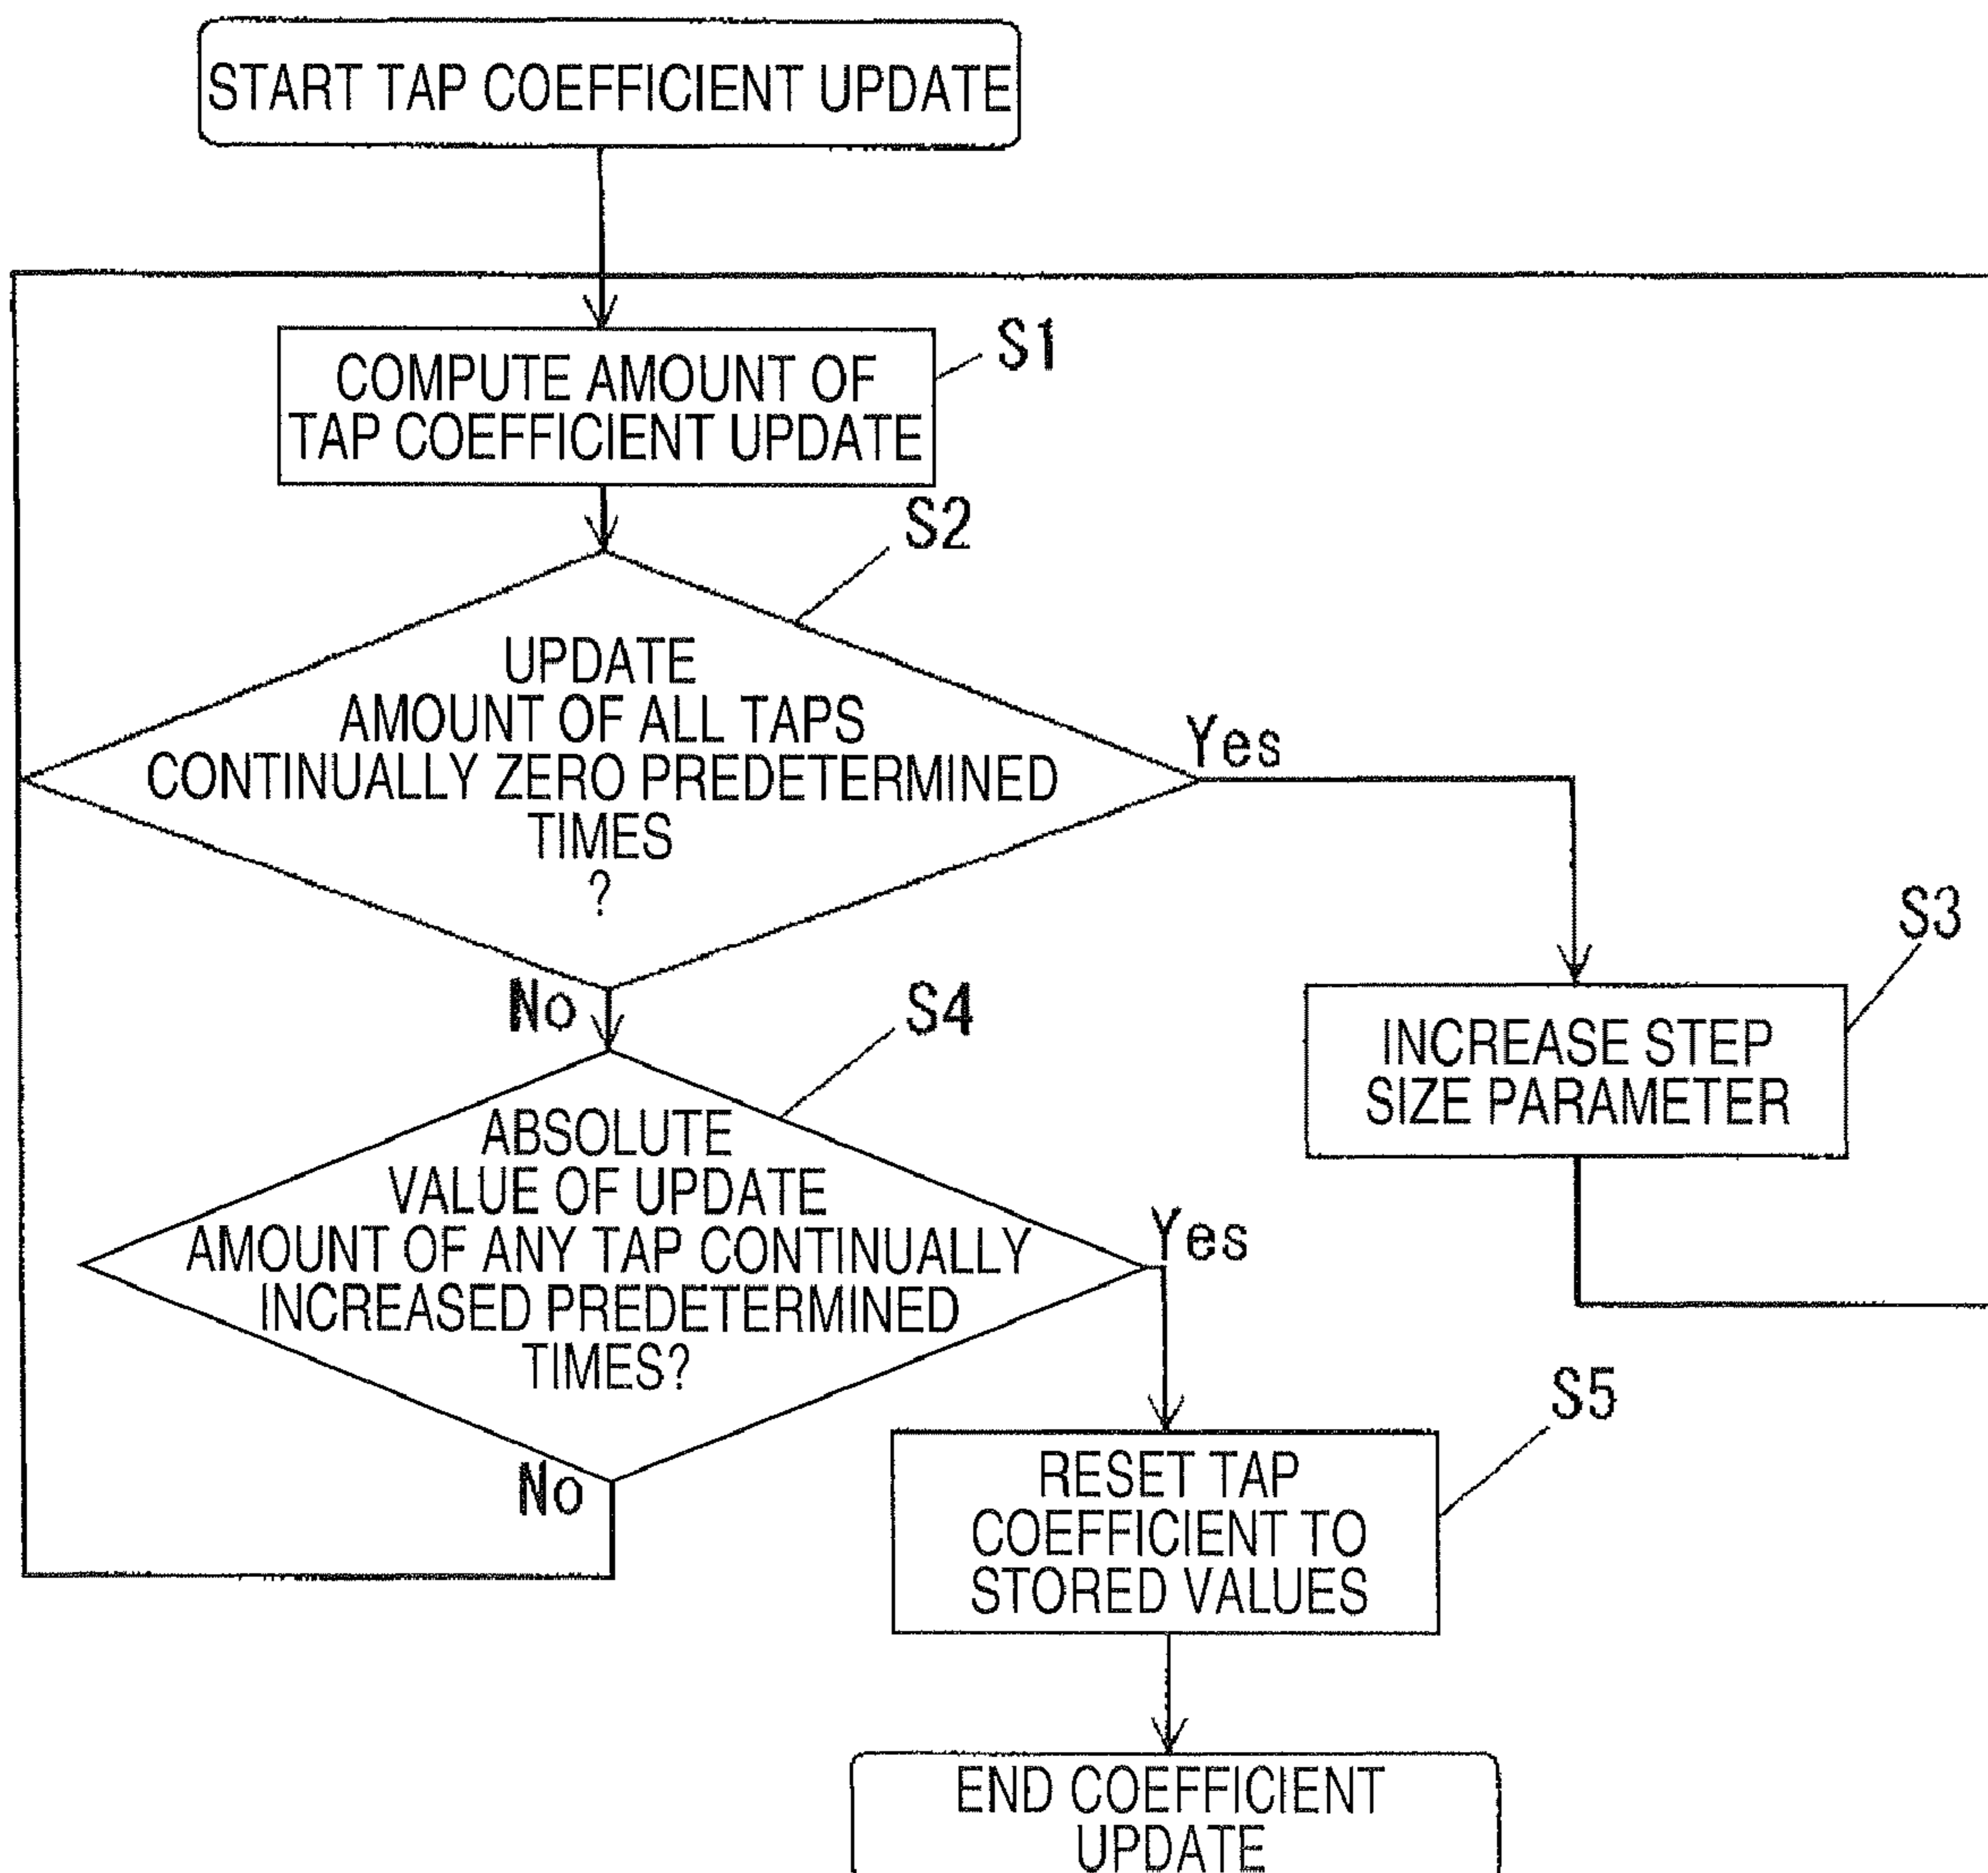 START TAP COEFFICIENT UPDATE
COMPUTE AMOUNT OF
TAP COEFFICIENT UPDATE
S1
S2
UPDATE
AMOUNT OF ALL TAPS
CONTINUALLY ZERO PREDETERMINED
TIMES
?
Yes
No
S3
INCREASE STEP
SIZE PARAMETER
S4
ABSOLUTE
VALUE OF UPDATE
AMOUNT OF ANY TAP CONTINUALLY
INCREASED PREDETERMINED
TIMES?
Yes
No
S5
RESET TAP
COEFFICIENT TO
STORED VALUES
END COEFFICIENT
UPDATE